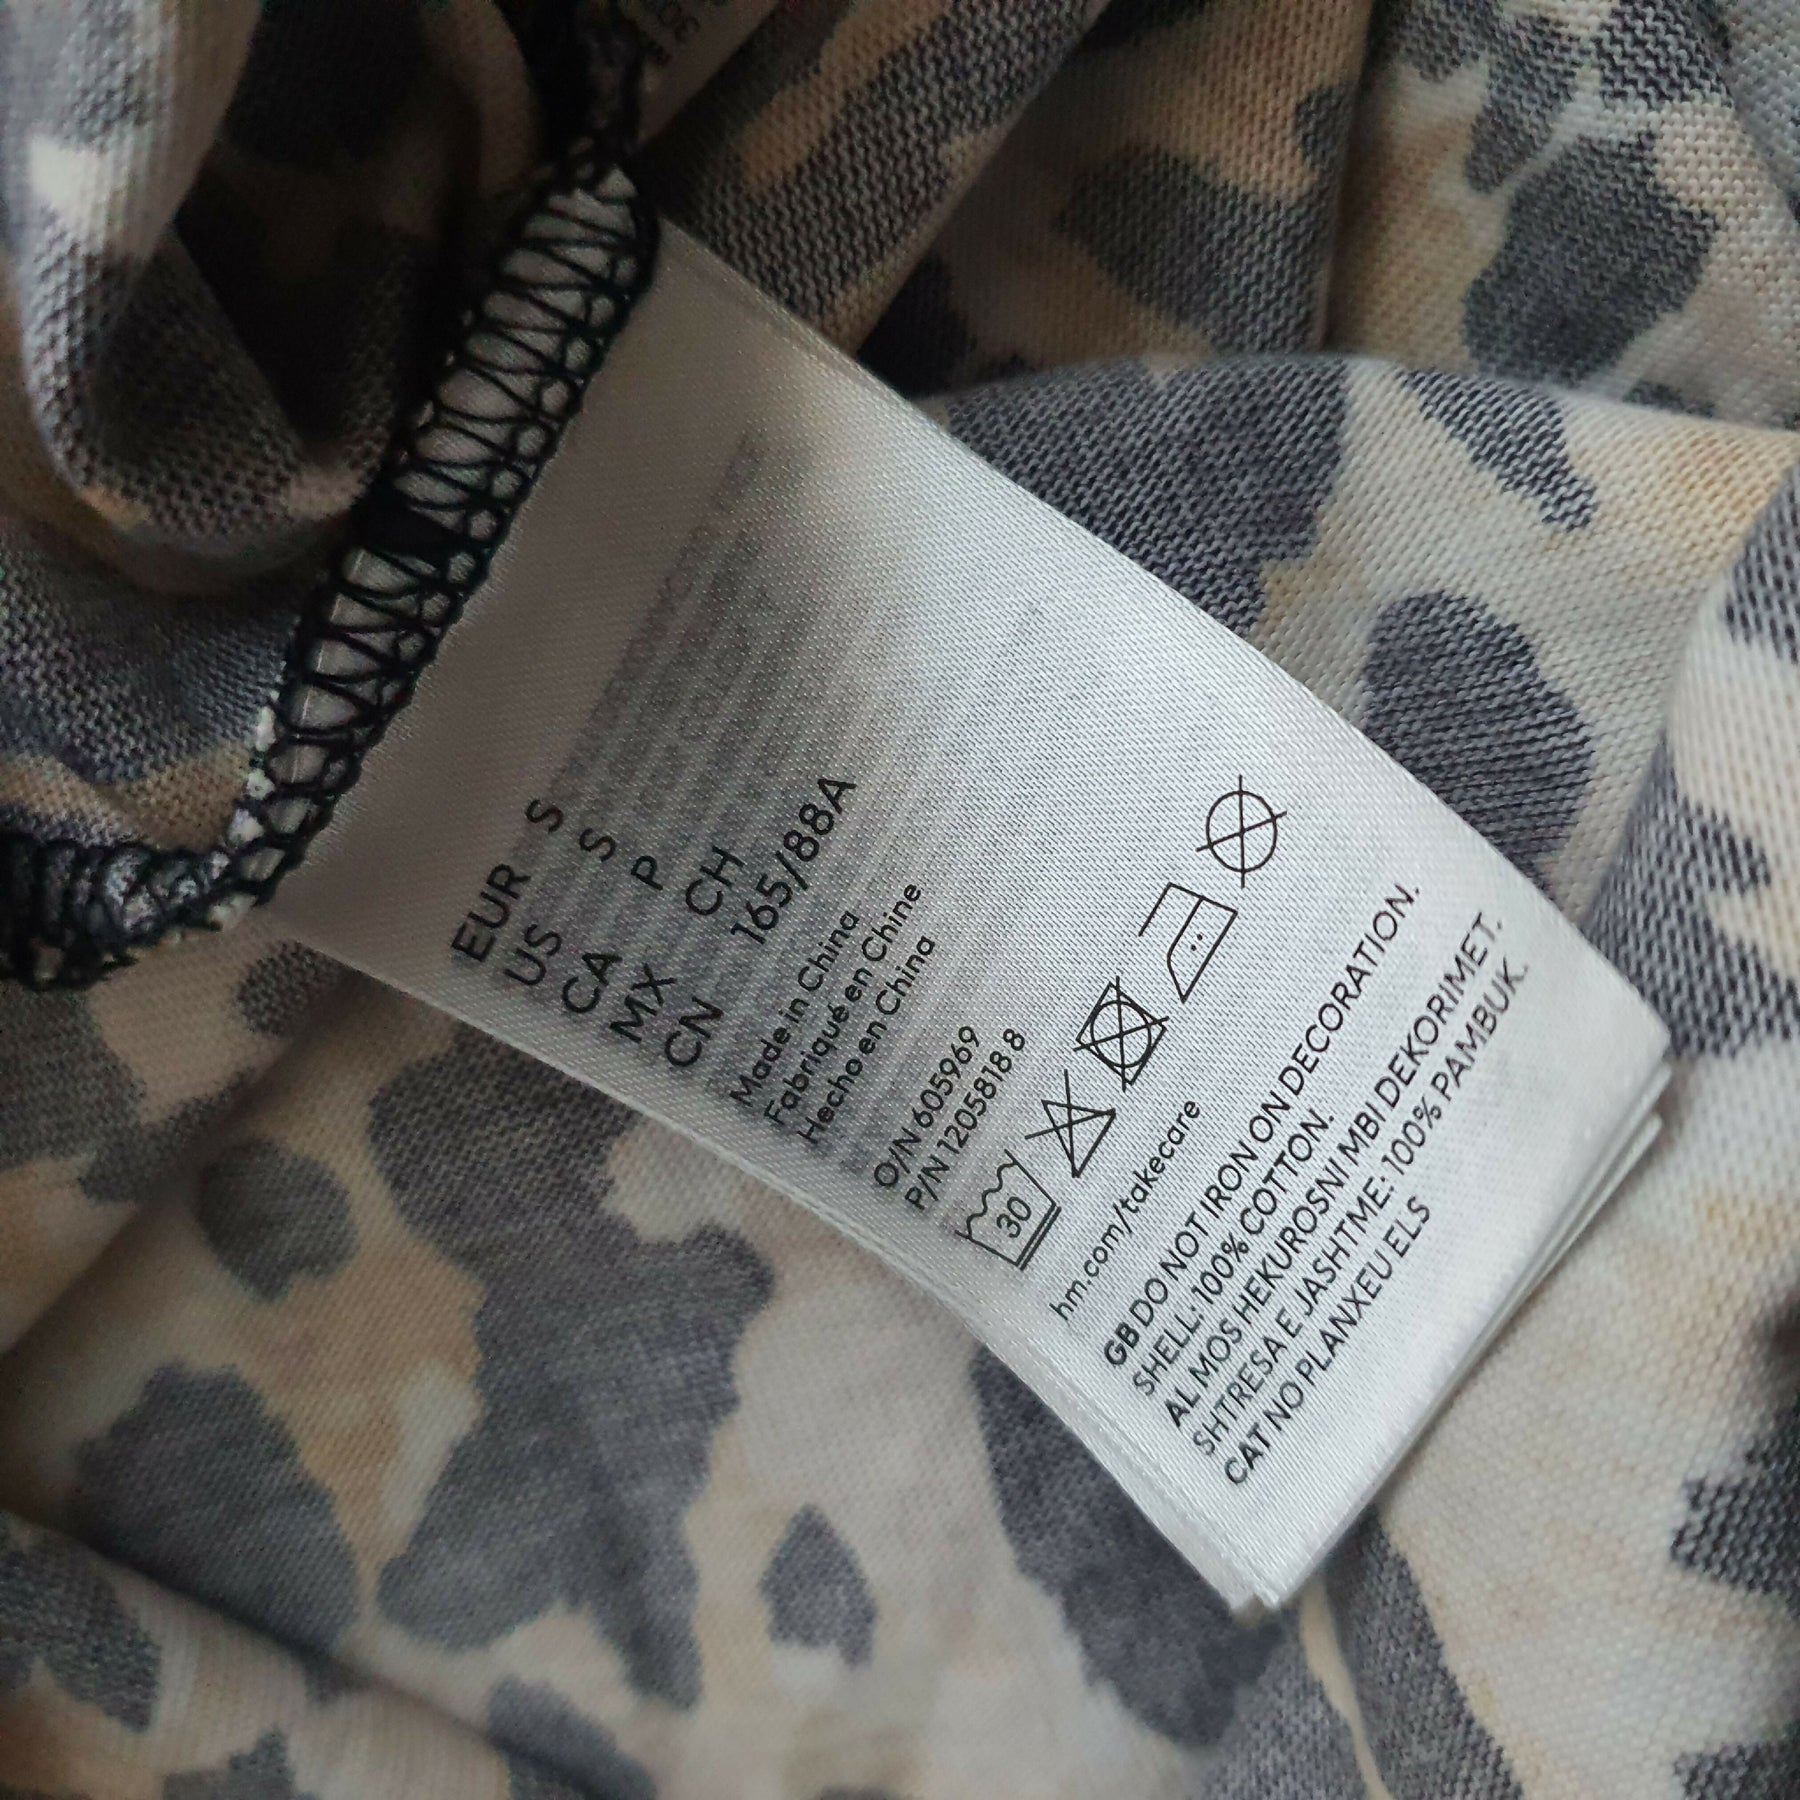 EUR S
US S
CA P
MX CH
CN 165/88A
Made in China
Fabriqué en Chine
Hecho en China
O/N 605969
P/N 1205818 8
30
hm.com/takecare
GB DO NOT IRON ON DECORATION.
SHELL: 100% COTTON.
AL MOS HEKUROSNI MBI DEKORIMET.
SHTRESA E JASHTME: 100% PAMBUK.
CAT NO PLANXEU ELS